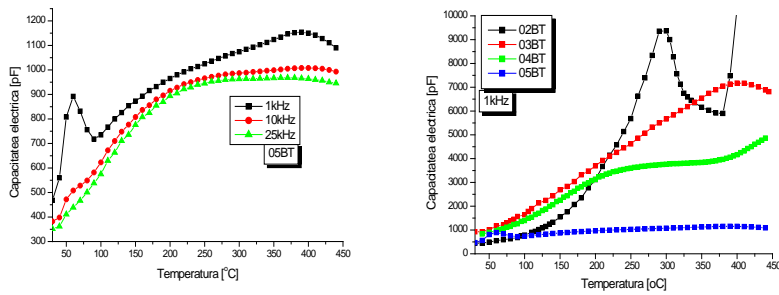 1200
1100
1000
900
800
700
600
500
400
300
50 100 150 200 250 300 350 400 450
Capacitatea electrica [pF]
Temperatura [°C]
1kHz
10kHz
25kHz
05BT
10000
9000
8000
7000
6000
5000
4000
3000
2000
1000
0
50 100 150 200 250 300 350 400 450
Capacitatea electrica [pF]
Temperatura [oC]
02BT
03BT
04BT
05BT
1kHz